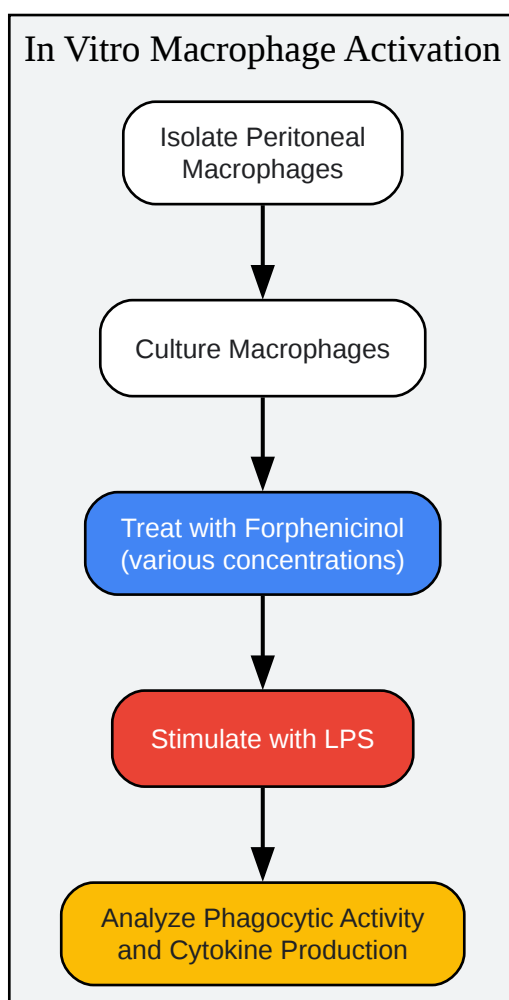 In Vitro Macrophage Activation
Isolate Peritoneal
Macrophages
Culture Macrophages
Treat with Forphenicinol
(various concentrations)
Stimulate with LPS
Analyze Phagocytic Activity
and Cytokine Production